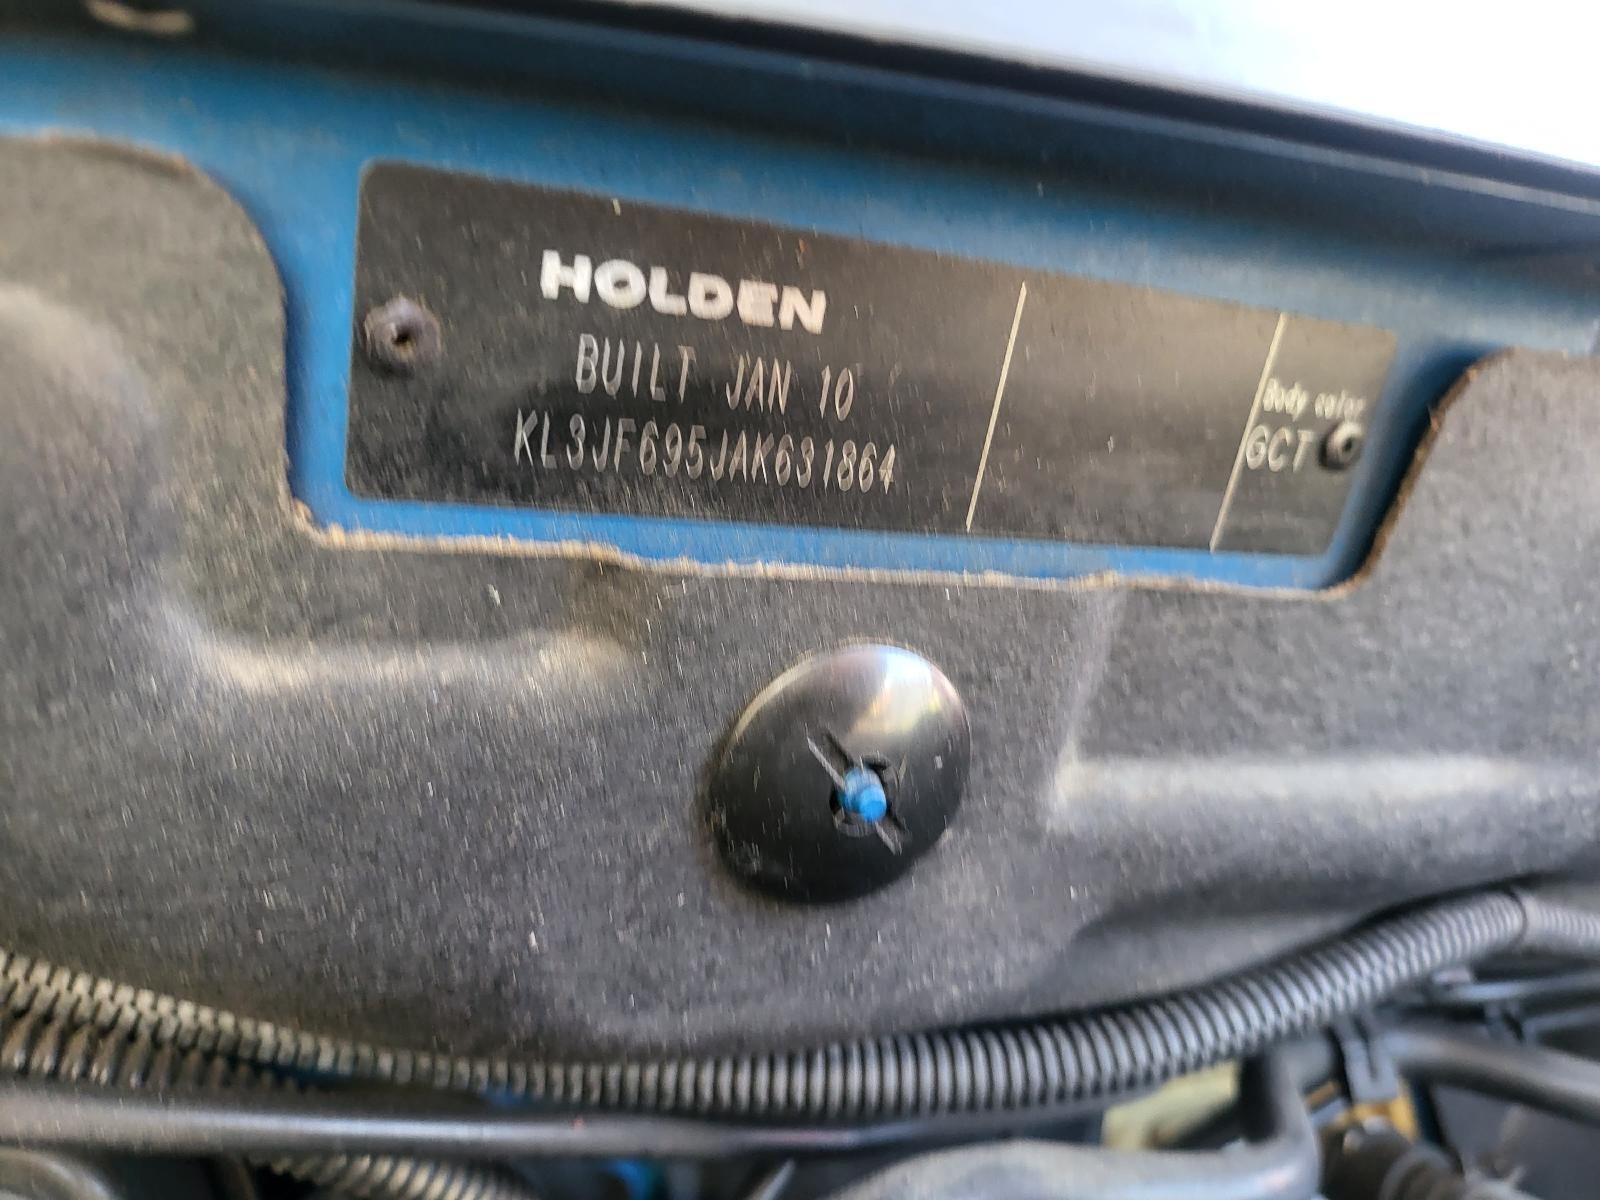 HOLDEN
BUILT JAN 10
KL3JF695JAK631864
Body color
GCT